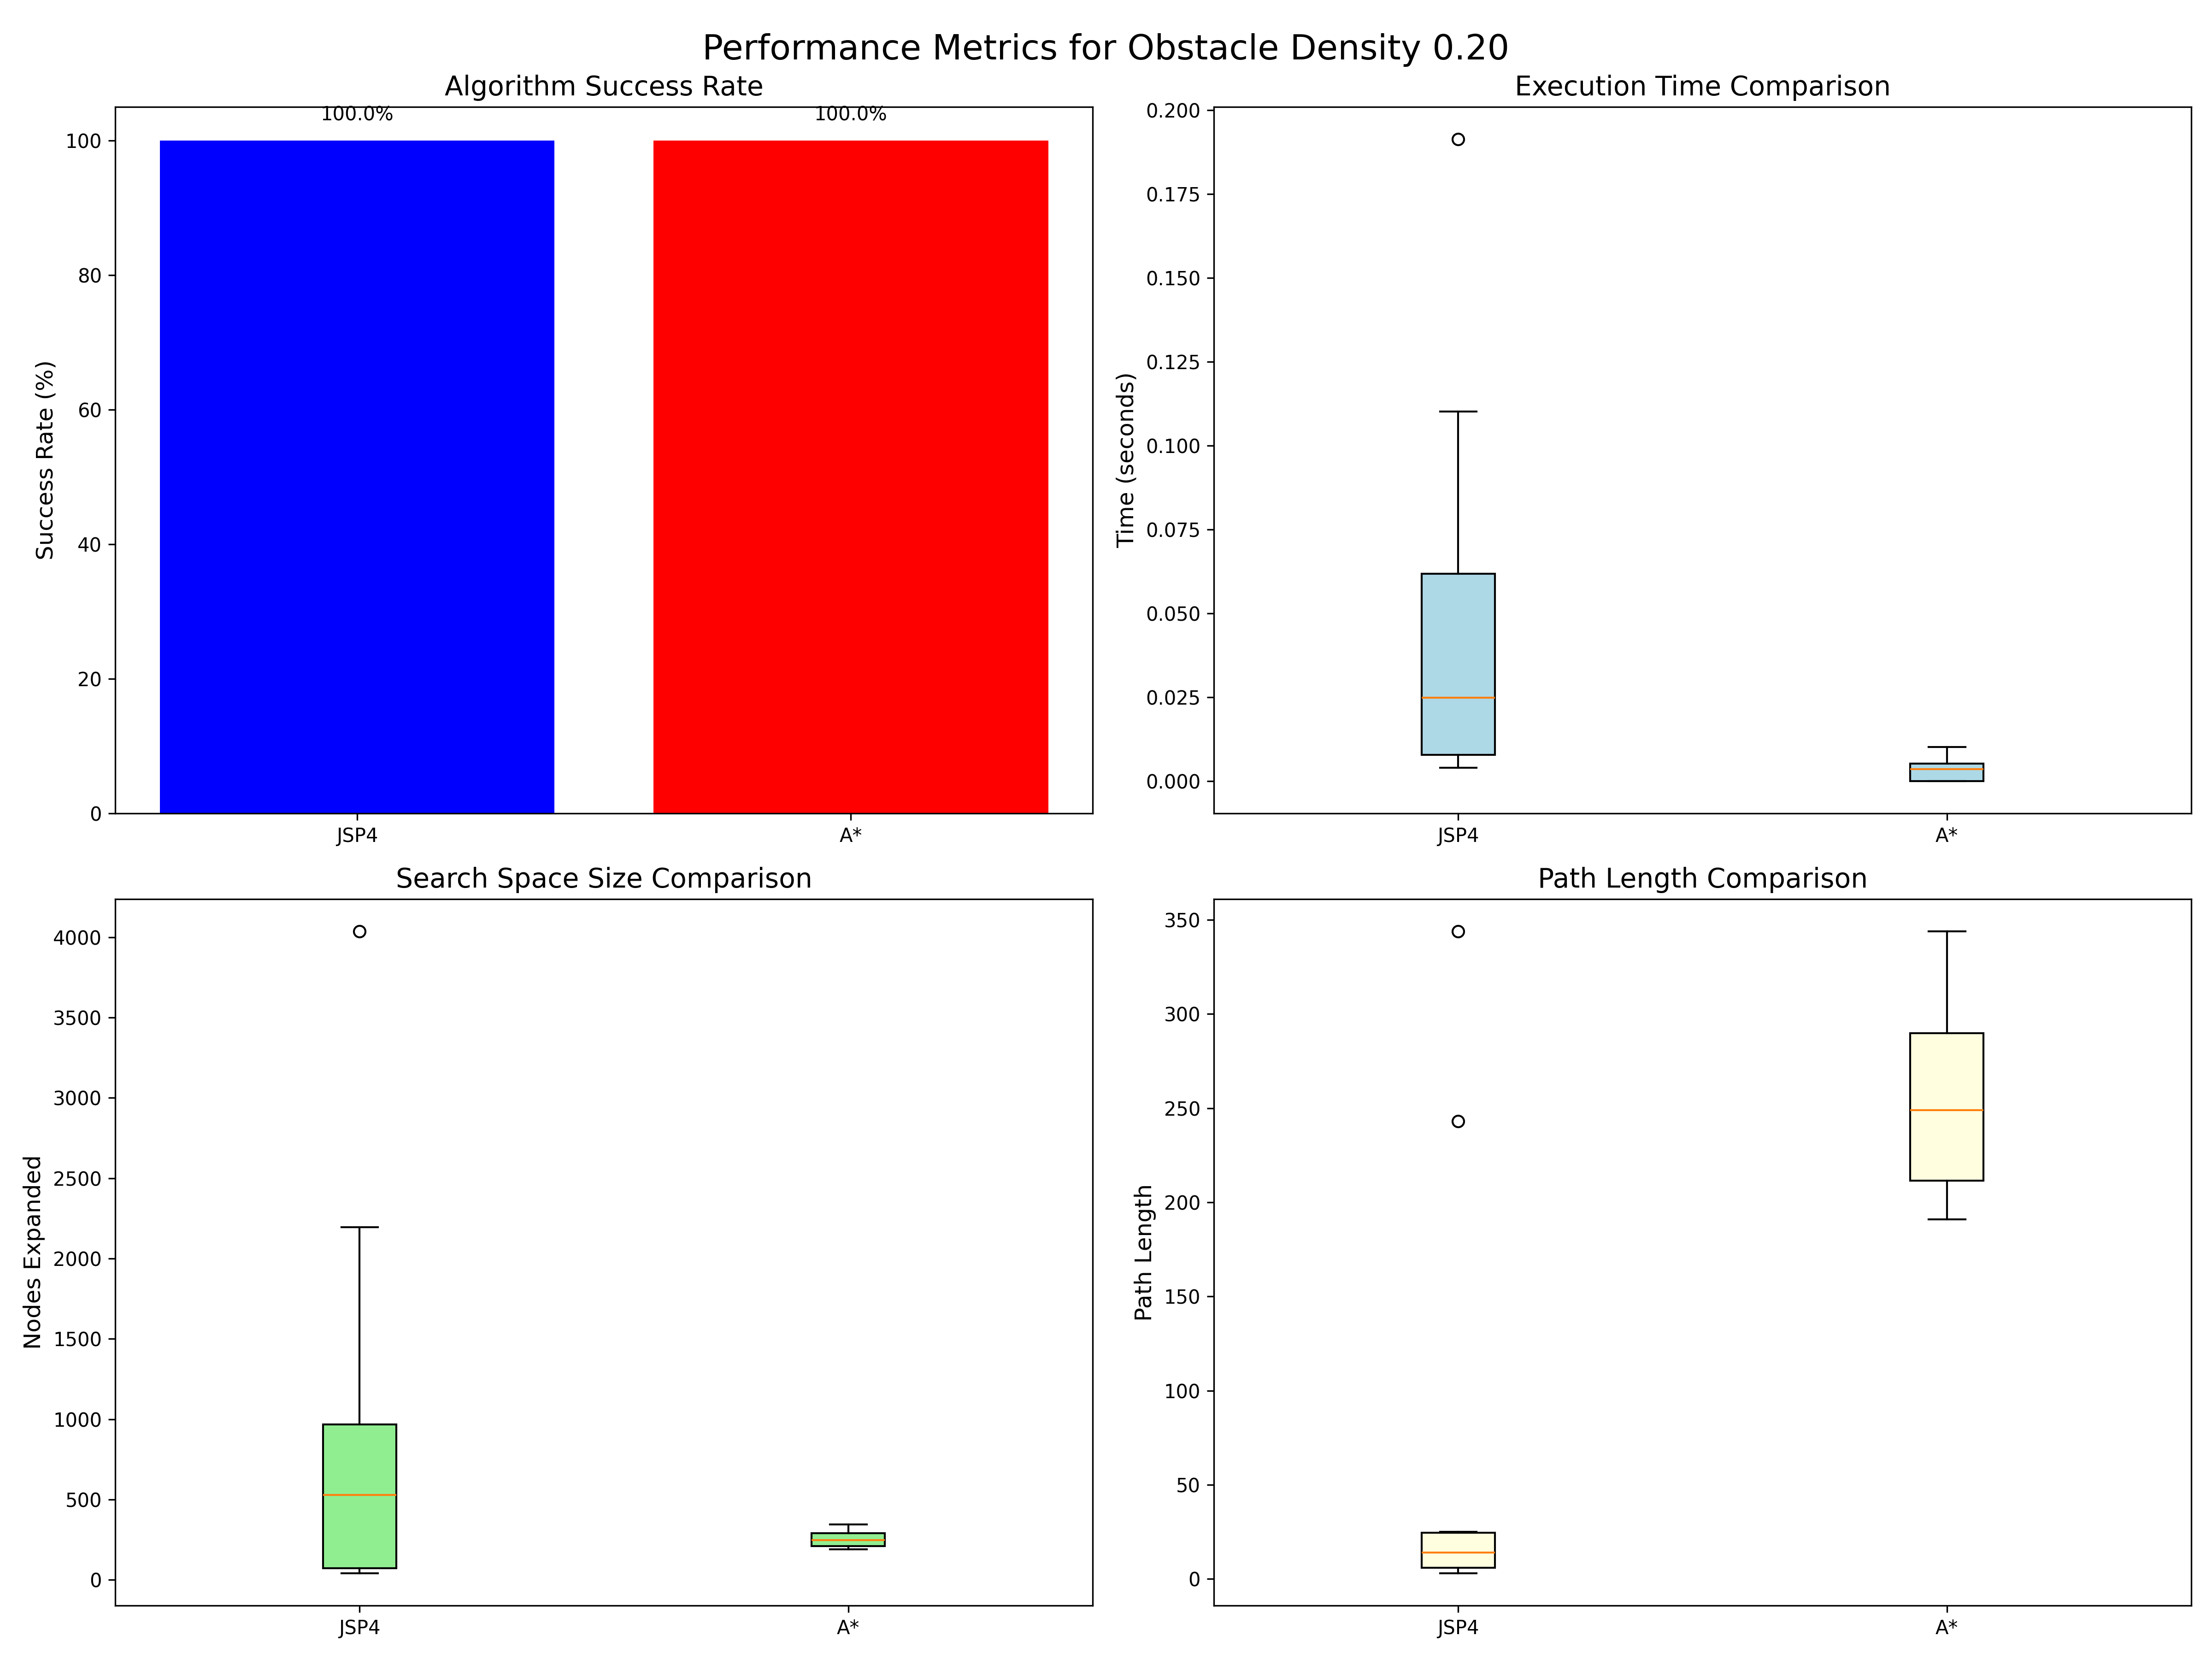 Performance Metrics for Obstacle Density 0.20
Algorithm Success Rate
100.0%
100.0%
Success Rate (%)
100
80
60
40
20
0
JSP4
A*
Execution Time Comparison
Time (seconds)
0.200
0.175
0.150
0.125
0.100
0.075
0.050
0.025
0.000
JSP4
A*
Search Space Size Comparison
Nodes Expanded
4000
3500
3000
2500
2000
1500
1000
500
0
JSP4
A*
Path Length Comparison
Path Length
350
300
250
200
150
100
50
0
JSP4
A*